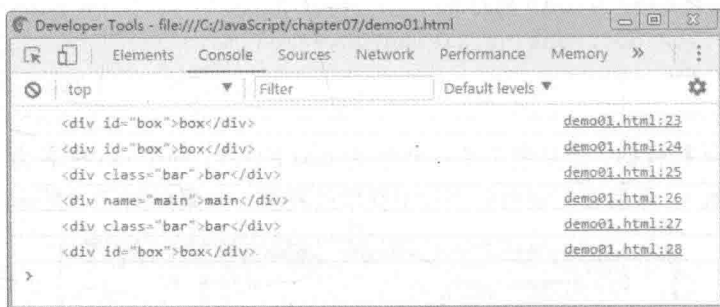 Developer Tools - file:///C:/JavaScript/chapter07/demo01.html
Elements Console Sources Network Performance Memory »
top ▼ Filter Default levels ▼
<div id="box">box</div> demo01.html:23
<div id="box">box</div> demo01.html:24
<div class="bar">bar</div> demo01.html:25
<div name="main">main</div> demo01.html:26
<div class="bar">bar</div> demo01.html:27
<div id="box">box</div> demo01.html:28
>